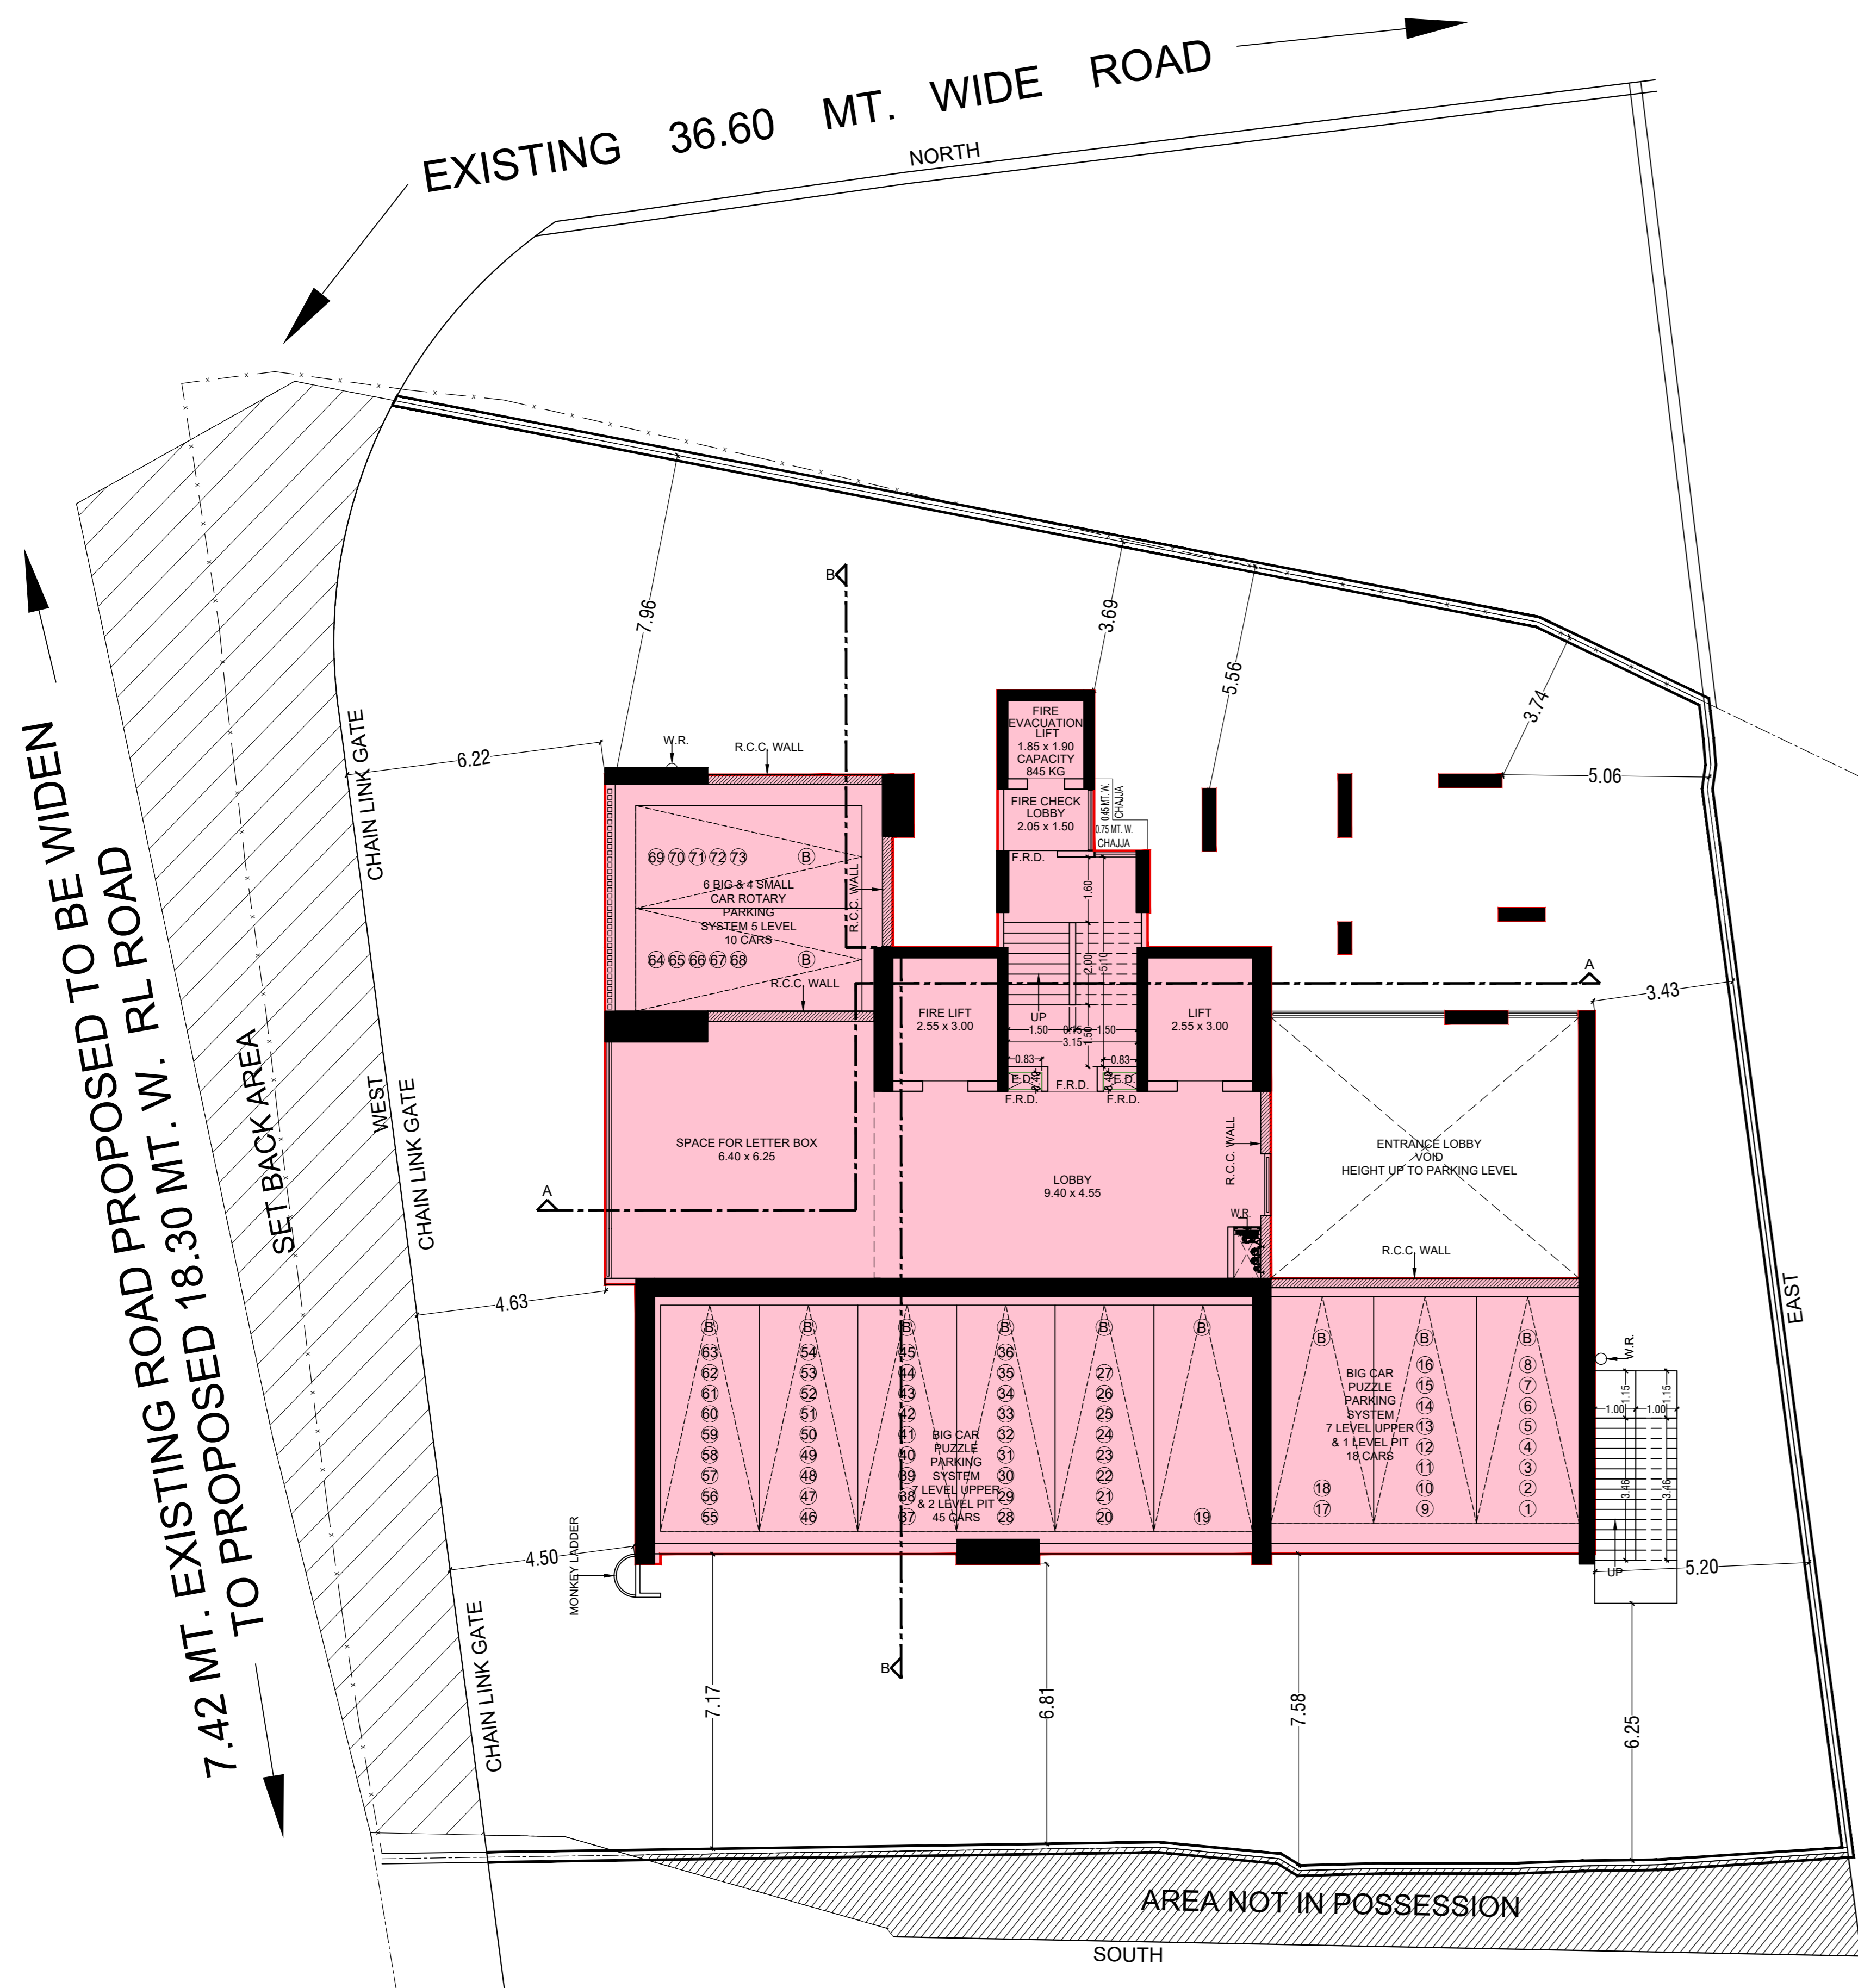 EXISTING 36.60 MT. WIDE ROAD
NORTH
7.42 MT. EXISTING ROAD PROPOSED TO BE WIDEN
TO PROPOSED 18.30 MT. W. RL ROAD
SET BACK AREA
WEST
CHAIN LINK GATE
CHAIN LINK GATE
CHAIN LINK GATE
7.96
3.69
5.56
3.74
5.06
6.22
3.43
4.63
4.50
5.20
7.17
6.81
7.58
6.25
B
B
A
A
W.R.
R.C.C. WALL
FIRE
EVACUATION
LIFT
1.85 x 1.90
CAPACITY
845 KG
FIRE CHECK
LOBBY
2.05 x 1.50
0.45 MT. W.
CHAJJA
0.75 MT. W.
CHAJJA
F.R.D.
69 70 71 72 73 B
6 BIG & 4 SMALL
CAR ROTARY
PARKING
SYSTEM 5 LEVEL
10 CARS
64 65 66 67 68 B
R.C.C. WALL
R.C.C. WALL
1.60
2.00
5.10
1.50
FIRE LIFT
2.55 x 3.00
UP
1.50 0.15 1.50
3.15
0.83
0.83
E.D.
0.40
F.R.D.
E.D.
0.40
F.R.D.
F.R.D.
LIFT
2.55 x 3.00
SPACE FOR LETTER BOX
6.40 x 6.25
LOBBY
9.40 x 4.55
R.C.C. WALL
W.R.
ENTRANCE LOBBY
VOID
HEIGHT UP TO PARKING LEVEL
R.C.C. WALL
EAST
B B B B B B
63 54 45 36
62 53 44 35 27
61 52 43 34 26
60 51 42 33 25
59 50 41 32 24
58 49 40 31 23
57 48 39 30 22
56 47 38 29 21
55 46 37 28 20 19
BIG CAR
PUZZLE
PARKING
SYSTEM
7 LEVEL UPPER
& 2 LEVEL PIT
45 CARS
B B B
16 8
15 7
14 6
13 5
12 4
11 3
18 10 2
17 9 1
BIG CAR
PUZZLE
PARKING
SYSTEM
7 LEVEL UPPER
& 1 LEVEL PIT
18 CARS
W.R.
1.15
1.15
1.00 1.00
3.46
3.46
UP
MONKEY LADDER
AREA NOT IN POSSESSION
SOUTH